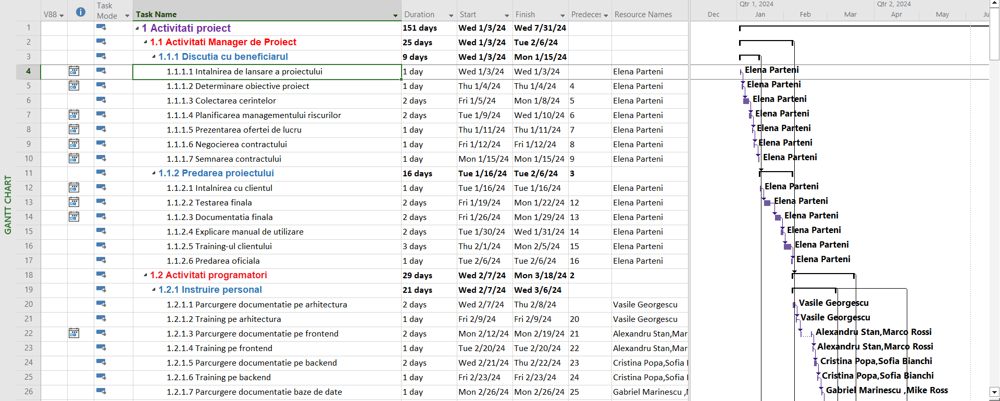 Qtr 1, 2024 Qtr 2, 2024
V88 Task Mode Task Name Duration Start Finish Predeces Resource Names Dec Jan Feb Mar Apr May
1 1 Activitati proiect 151 days Wed 1/3/24 Wed 7/31/24
2 1.1 Activitati Manager de Proiect 25 days Wed 1/3/24 Tue 2/6/24
3 1.1.1 Discutia cu beneficiarul 9 days Wed 1/3/24 Mon 1/15/24
4 1.1.1.1 Intalnirea de lansare a proiectului 1 day Wed 1/3/24 Wed 1/3/24 Elena Parteni Elena Parteni
5 1.1.1.2 Determinare obiective proiect 1 day Thu 1/4/24 Thu 1/4/24 4 Elena Parteni Elena Parteni
6 1.1.1.3 Colectarea cerintelor 2 days Fri 1/5/24 Mon 1/8/24 5 Elena Parteni Elena Parteni
7 1.1.1.4 Planificarea managementului riscurilor 2 days Tue 1/9/24 Wed 1/10/24 6 Elena Parteni Elena Parteni
8 1.1.1.5 Prezentarea ofertei de lucru 1 day Thu 1/11/24 Thu 1/11/24 7 Elena Parteni Elena Parteni
9 1.1.1.6 Negocierea contractului 1 day Fri 1/12/24 Fri 1/12/24 8 Elena Parteni Elena Parteni
10 1.1.1.7 Semnarea contractului 1 day Mon 1/15/24 Mon 1/15/24 9 Elena Parteni Elena Parteni
11 1.1.2 Predarea proiectului 16 days Tue 1/16/24 Tue 2/6/24 3
12 1.1.2.1 Intalnirea cu clientul 1 day Tue 1/16/24 Tue 1/16/24 Elena Parteni Elena Parteni
13 1.1.2.2 Testarea finala 2 days Fri 1/19/24 Mon 1/22/24 12 Elena Parteni Elena Parteni
14 1.1.2.3 Documentatia finala 2 days Fri 1/26/24 Mon 1/29/24 13 Elena Parteni Elena Parteni
15 1.1.2.4 Explicare manual de utilizare 2 days Tue 1/30/24 Wed 1/31/24 14 Elena Parteni Elena Parteni
16 1.1.2.5 Training-ul clientului 3 days Thu 2/1/24 Mon 2/5/24 15 Elena Parteni Elena Parteni
17 1.1.2.6 Predarea oficiala 1 day Tue 2/6/24 Tue 2/6/24 16 Elena Parteni Elena Parteni
18 1.2 Activitati programatori 29 days Wed 2/7/24 Mon 3/18/24 2
19 1.2.1 Instruire personal 21 days Wed 2/7/24 Wed 3/6/24
20 1.2.1.1 Parcurgere documentatie pe arhitectura 2 days Wed 2/7/24 Thu 2/8/24 Vasile Georgescu Vasile Georgescu
21 1.2.1.2 Training pe arhitectura 1 day Fri 2/9/24 Fri 2/9/24 20 Vasile Georgescu Vasile Georgescu
22 1.2.1.3 Parcurgere documentatie pe frontend 2 days Mon 2/12/24 Mon 2/19/24 21 Alexandru Stan,Mar Alexandru Stan,Marco Rossi
23 1.2.1.4 Training pe frontend 1 day Tue 2/20/24 Tue 2/20/24 22 Alexandru Stan,Mar Alexandru Stan,Marco Rossi
24 1.2.1.5 Parcurgere documentatie pe backend 2 days Wed 2/21/24 Thu 2/22/24 23 Cristina Popa,Sofia Cristina Popa,Sofia Bianchi
25 1.2.1.6 Training pe backend 1 day Fri 2/23/24 Fri 2/23/24 24 Cristina Popa,Sofia Cristina Popa,Sofia Bianchi
26 1.2.1.7 Parcurgere documentatie baze de date 1 day Mon 2/26/24 Mon 2/26/24 25 Gabriel Marinescu , Gabriel Marinescu ,Mike Ross
GANTT CHART